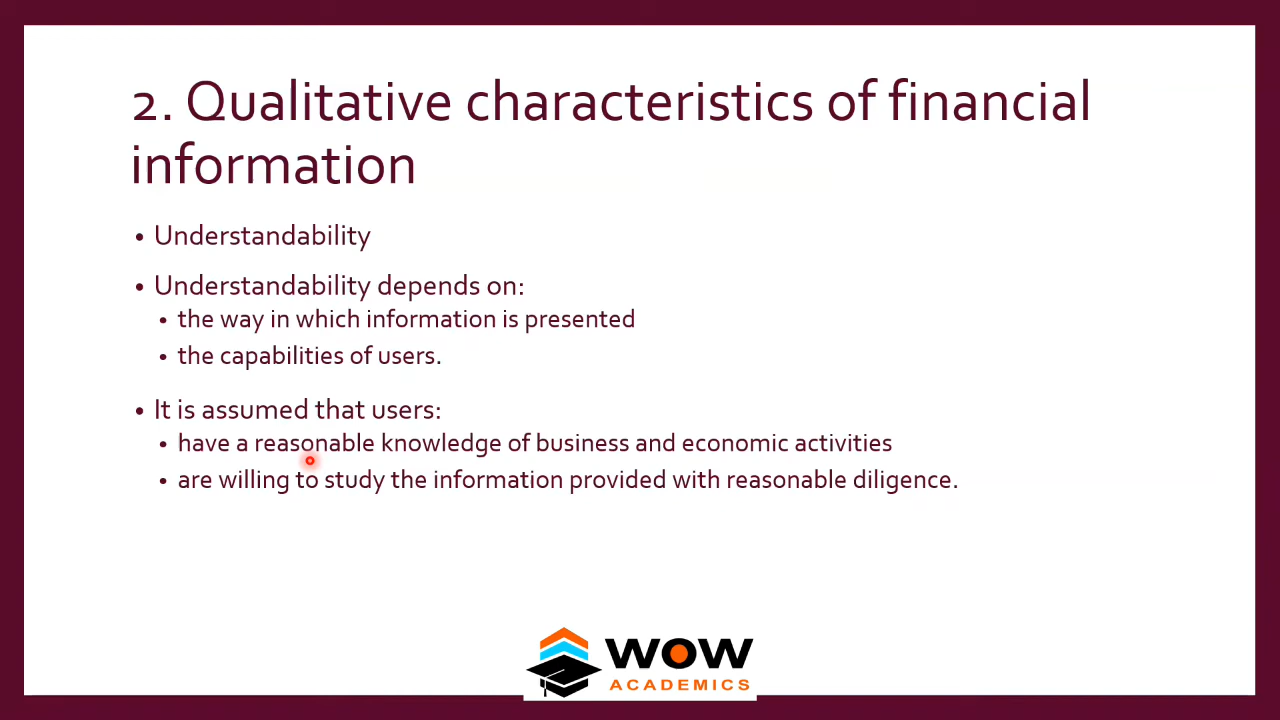 2. Qualitative characteristics of financial
information
• Understandability
• Understandability depends on:
• the way in which information is presented
• the capabilities of users.
• It is assumed that users:
• have a reasonable knowledge of business and economic activities
• are willing to study the information provided with reasonable diligence.
WOW
ACADEMICS